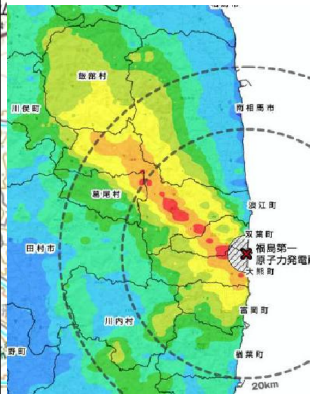 飯舘村
川俣町
南相馬市
葛尾村
浪江町
双葉町
田村市
福島第一
原子力発電
大熊町
富岡町
川内村
野町
楢葉町
20km